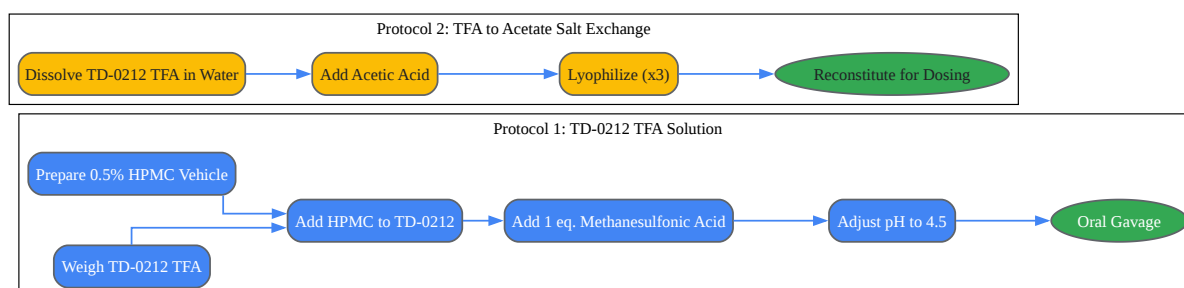 Protocol 2: TFA to Acetate Salt Exchange
Dissolve TD-0212 TFA in Water
Add Acetic Acid
Lyophilize (x3)
Reconstitute for Dosing
Protocol 1: TD-0212 TFA Solution
Prepare 0.5% HPMC Vehicle
Weigh TD-0212 TFA
Add HPMC to TD-0212
Add 1 eq. Methanesulfonic Acid
Adjust pH to 4.5
Oral Gavage